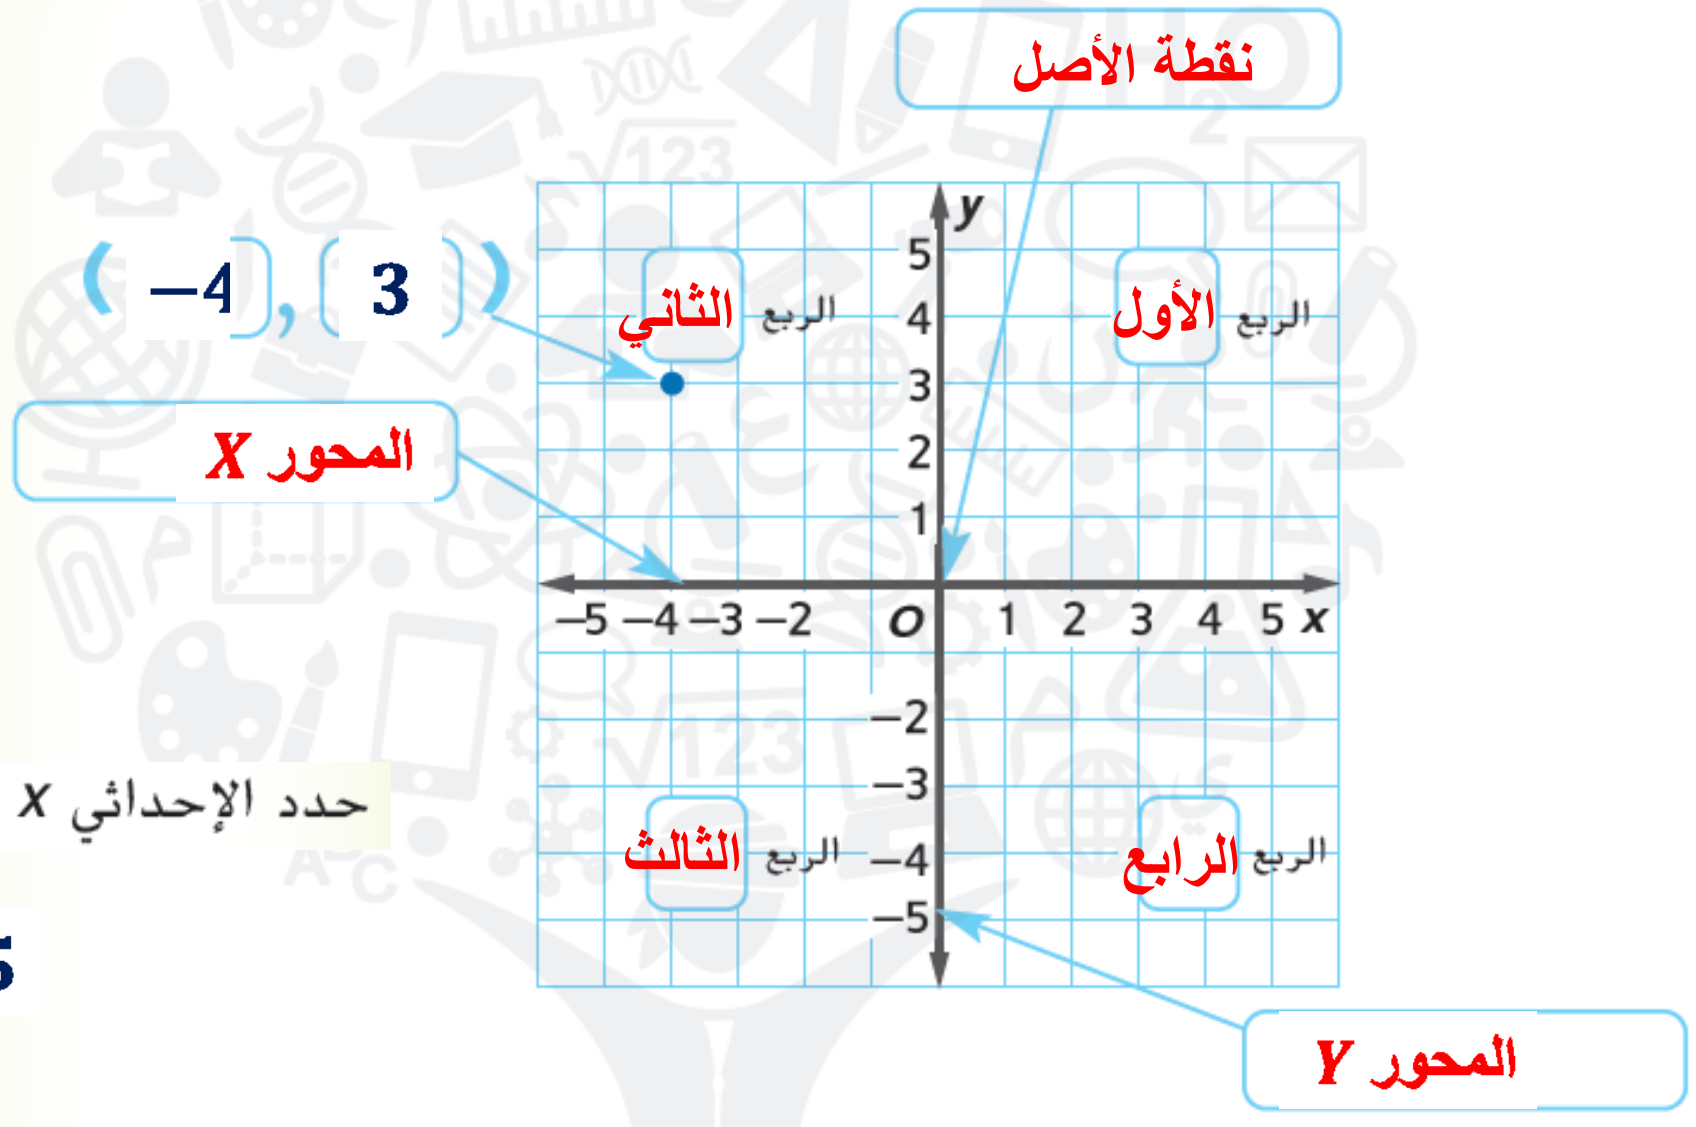 نقطة الأصل
y
5
( −4 , 3 )
الربع الثاني
4
الربع الأول
3
المحور X
2
1
−5 −4 −3 −2 O 1 2 3 4 5 x
−2
−3
حدد الإحداثي x
الربع الثالث
−4
الربع الرابع
−5
المحور Y